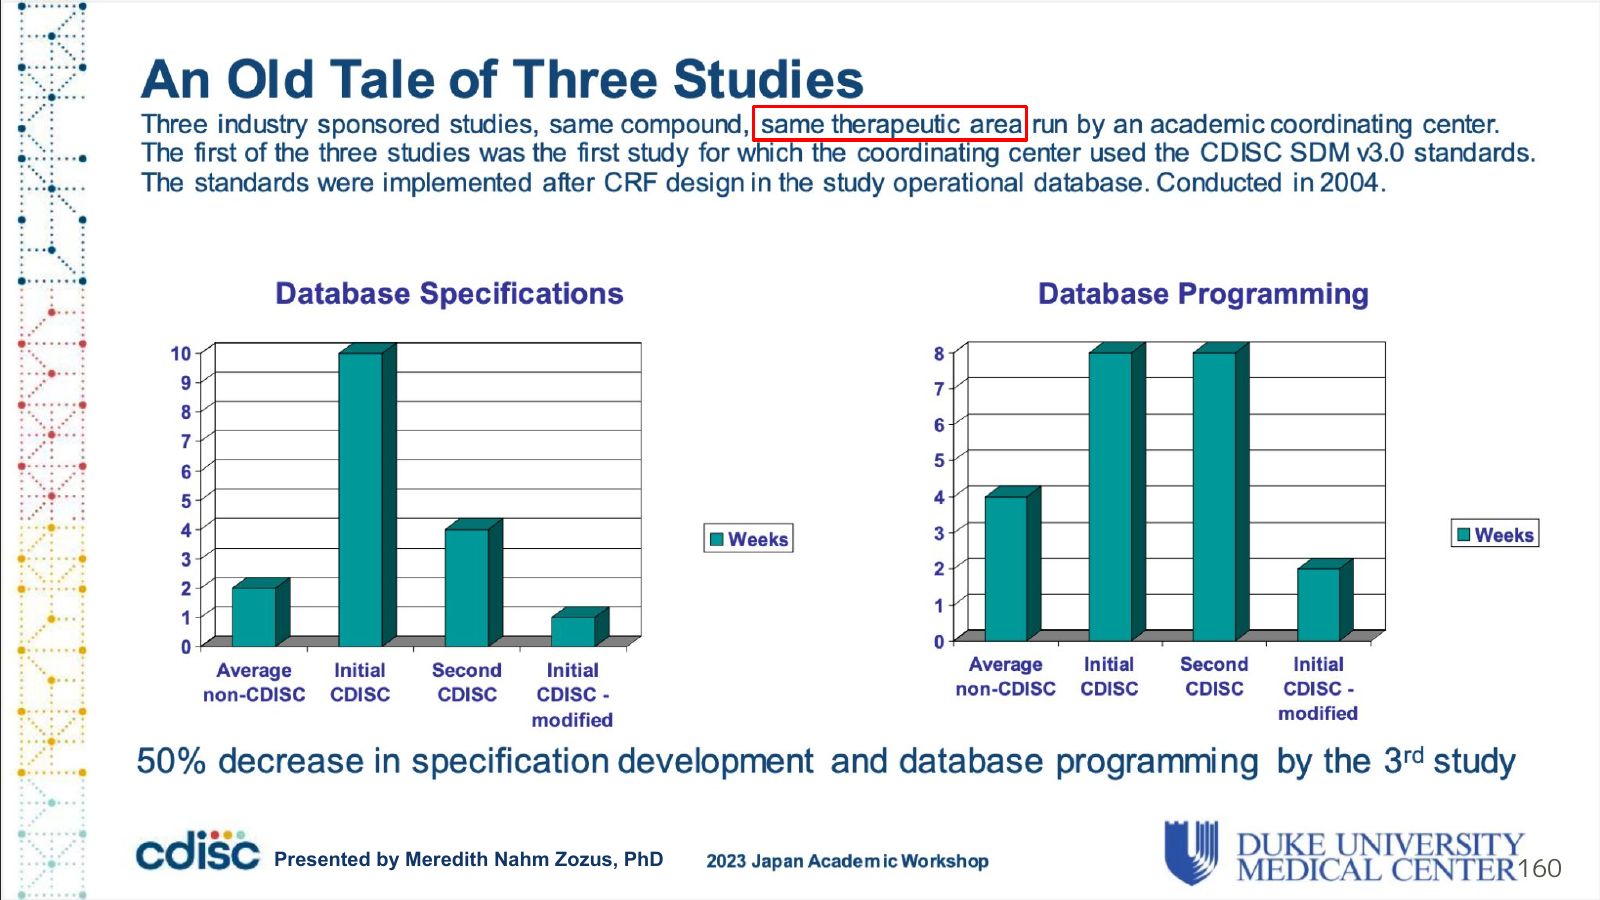 An Old Tale of Three Studies
Three industry sponsored studies, same compound, same therapeutic area run by an academic coordinating center.
The first of the three studies was the first study for which the coordinating center used the CDISC SDM v3.0 standards.
The standards were implemented after CRF design in the study operational database. Conducted in 2004.
Database Specifications
10
9
8
7
6
5
4
3
2
1
0
Average non-CDISC
Initial CDISC
Second CDISC
Initial CDISC - modified
Weeks
Database Programming
8
7
6
5
4
3
2
1
0
Average non-CDISC
Initial CDISC
Second CDISC
Initial CDISC - modified
Weeks
50% decrease in specification development and database programming by the 3rd study
cdisc
Presented by Meredith Nahm Zozus, PhD
2023 Japan Academic Workshop
DUKE UNIVERSITY
MEDICAL CENTER
160